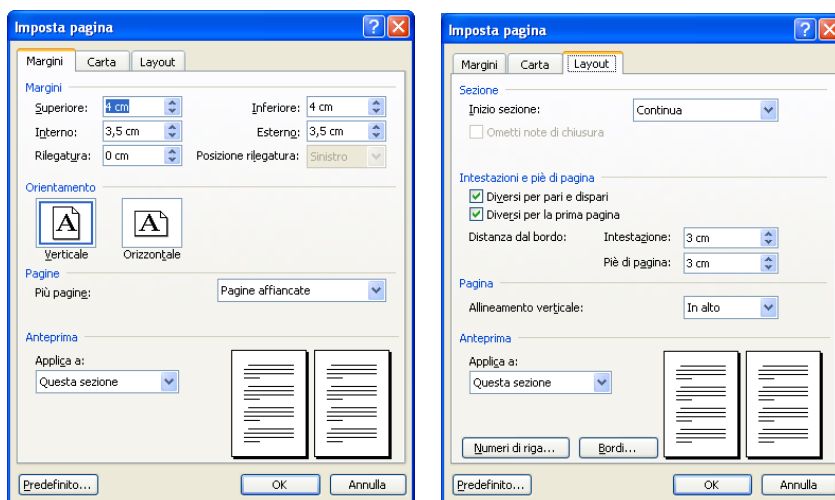 Imposta pagina
Margini Carta Layout
Margini
Superiore: 4 cm Inferiore: 4 cm
Interno: 3,5 cm Esterno: 3,5 cm
Rilegatura: 0 cm Posizione rilegatura: Sinistro
Orientamento
A A
Verticale Orizzontale
Pagine
Più pagine: Pagine affiancate
Anteprima
Applica a:
Questa sezione
Predefinito... OK Annulla
Imposta pagina
Margini Carta Layout
Sezione
Inizio sezione: Continua
Ometti note di chiusura
Intestazioni e piè di pagina
Diversi per pari e dispari
Diversi per la prima pagina
Distanza dal bordo: Intestazione: 3 cm
Piè di pagina: 3 cm
Pagina
Allineamento verticale: In alto
Anteprima
Applica a:
Questa sezione
Numeri di riga... Bordi...
Predefinito... OK Annulla